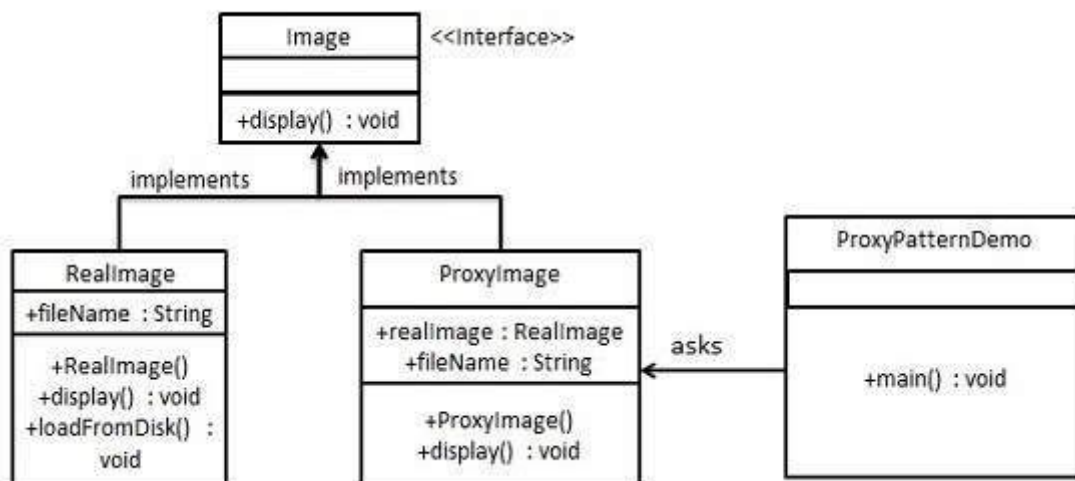 Image
<<Interface>>
+display() : void
implements
implements
RealImage
+fileName : String
+RealImage()
+display() : void
+loadFromDisk() :
void
ProxyImage
+realImage : RealImage
+fileName : String
+ProxyImage()
+display() : void
asks
ProxyPatternDemo
+main() : void